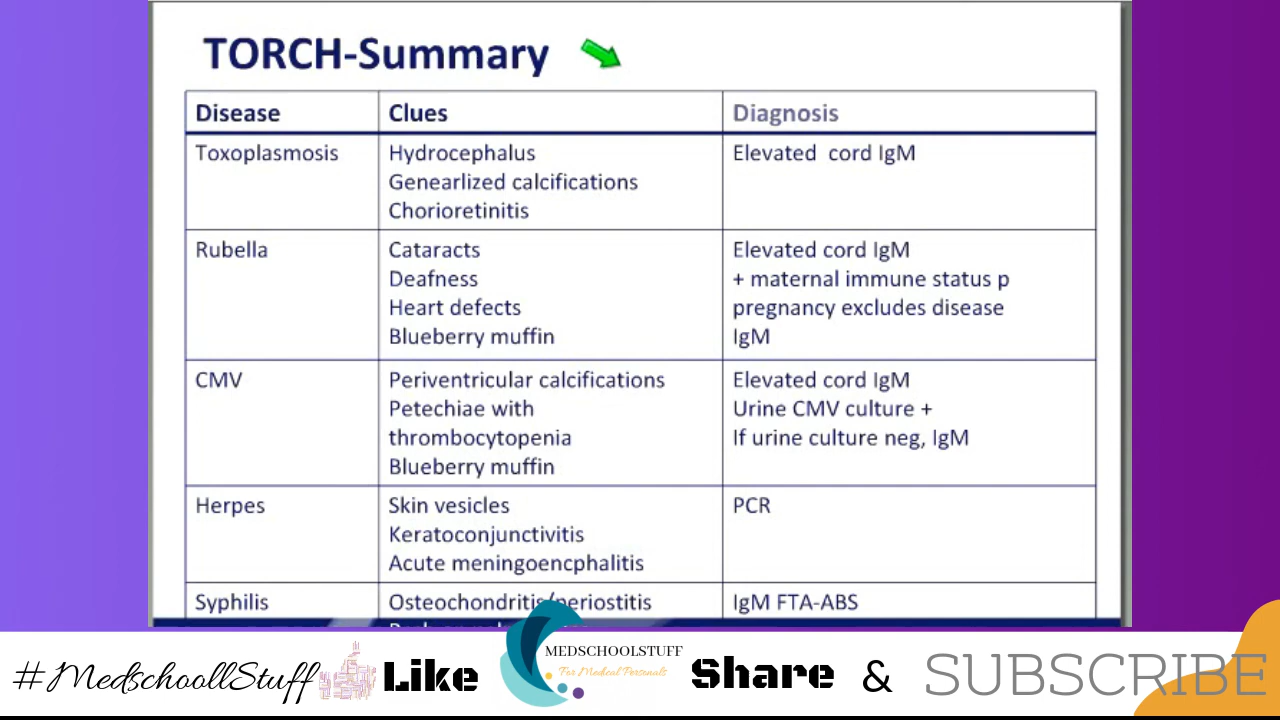 TORCH-Summary
Disease Clues Diagnosis
Toxoplasmosis Hydrocephalus Elevated cord IgM
Genearlized calcifications
Chorioretinitis
Rubella Cataracts Elevated cord IgM
Deafness + maternal immune status p
Heart defects pregnancy excludes disease
Blueberry muffin IgM
CMV Periventricular calcifications Elevated cord IgM
Petechiae with Urine CMV culture +
thrombocytopenia If urine culture neg, IgM
Blueberry muffin
Herpes Skin vesicles PCR
Keratoconjunctivitis
Acute meningoencphalitis
Syphilis Osteochondritis/periostitis IgM FTA-ABS
#MedschoollStuff Like MEDSCHOOLSTUFF Share & SUBSCRIBE
For Medical Personals